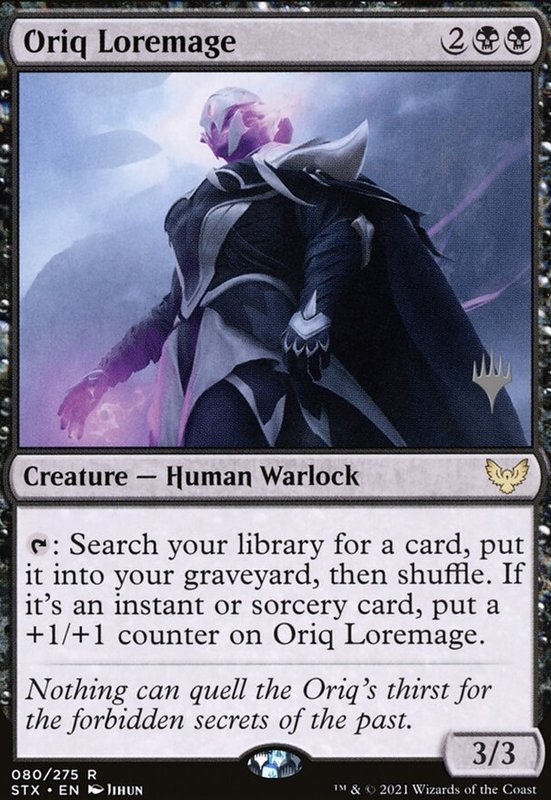 Oriq Loremage 2
Creature — Human Warlock
: Search your library for a card, put
it into your graveyard, then shuffle. If
it's an instant or sorcery card, put a
+1/+1 counter on Oriq Loremage.
Nothing can quell the Oriq's thirst for
the forbidden secrets of the past.
3/3
080/275 R
STX • EN JIHUN
™ & © 2021 Wizards of the Coast